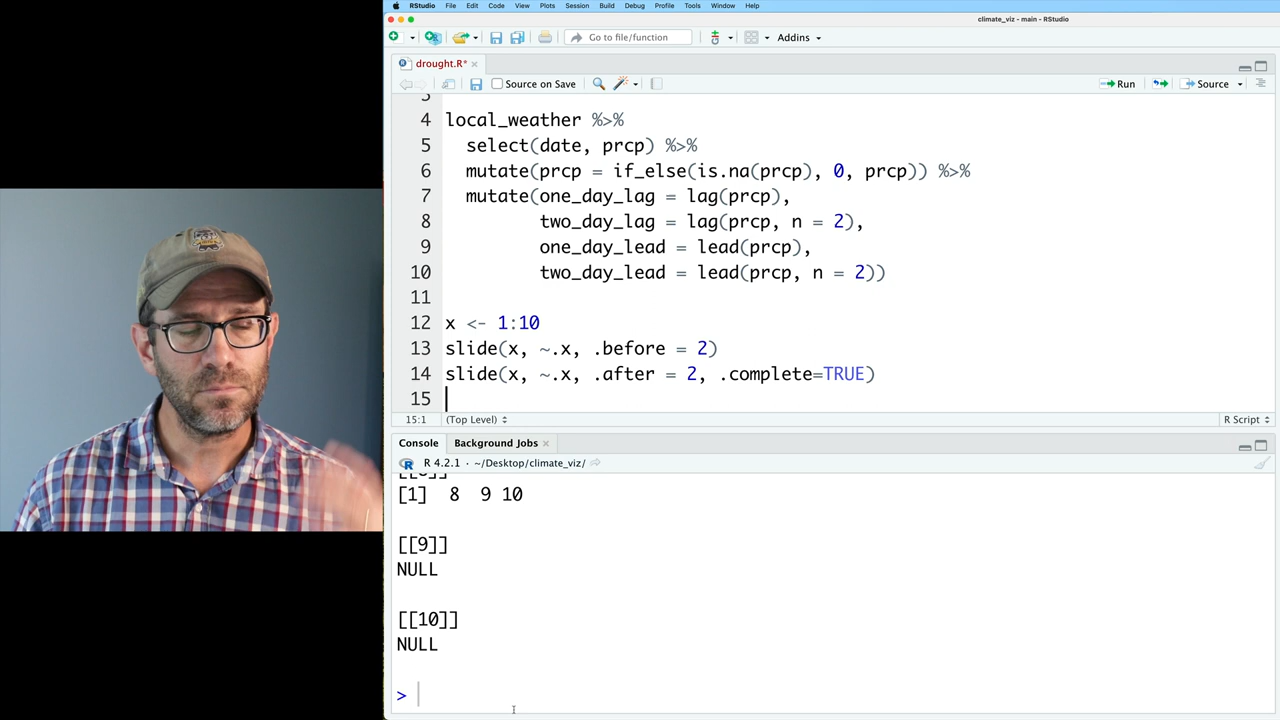 RStudio File Edit Code View Plots Session Build Debug Profile Tools Window Help
climate_viz - main - RStudio
Go to file/function Addins
drought.R*
Source on Save Run Source
3
4 local_weather %>%
5 select(date, prcp) %>%
6 mutate(prcp = if_else(is.na(prcp), 0, prcp)) %>%
7 mutate(one_day_lag = lag(prcp),
8 two_day_lag = lag(prcp, n = 2),
9 one_day_lead = lead(prcp),
10 two_day_lead = lead(prcp, n = 2))
11
12 x <- 1:10
13 slide(x, ~.x, .before = 2)
14 slide(x, ~.x, .after = 2, .complete=TRUE)
15
15:1 (Top Level) R Script
Console Background Jobs
R 4.2.1 · ~/Desktop/climate_viz/
[1] 8 9 10
[[9]]
NULL
[[10]]
NULL
>